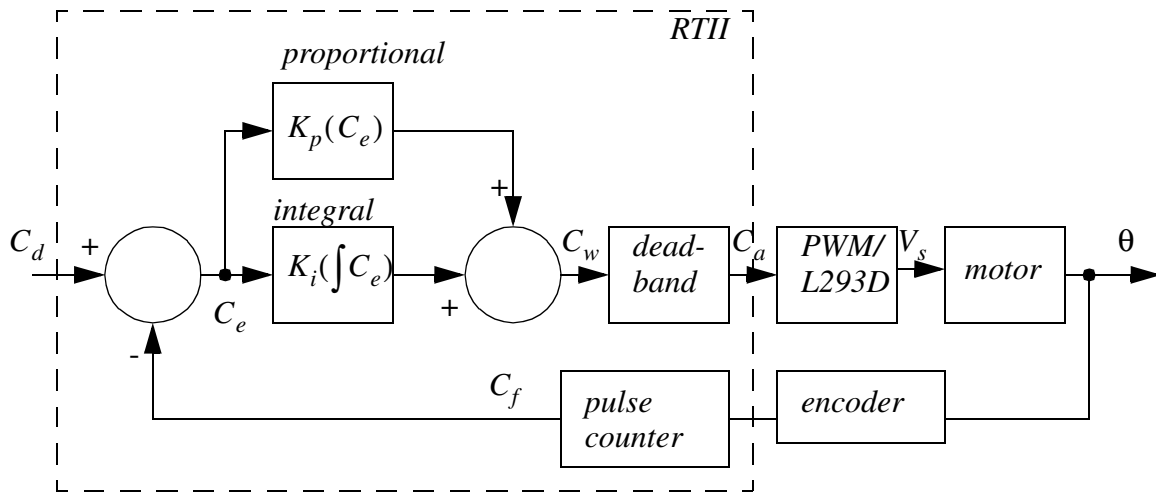 RTII
proportional
K_p(C_e)
+
integral
C_d
+
K_i(∫C_e)
C_e
+
C_w
dead-
band
C_a
PWM/
L293D
V_s
motor
θ
-
C_f
pulse
counter
encoder